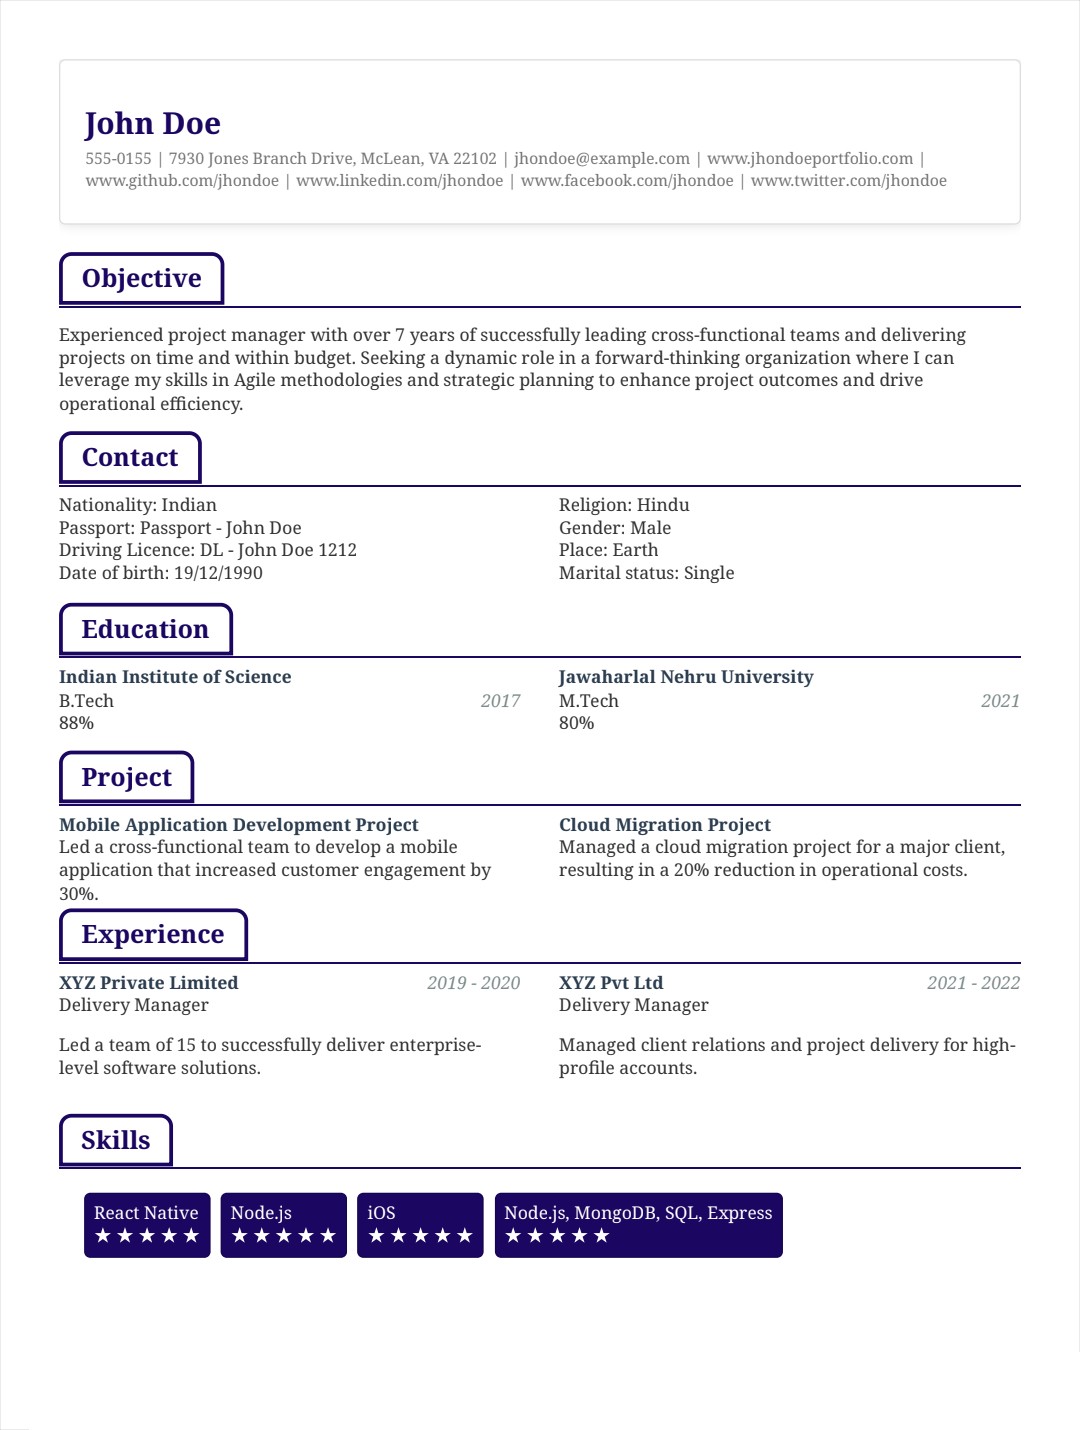 John Doe
555-0155 | 7930 Jones Branch Drive, McLean, VA 22102 | jhondoe@example.com | www.jhondoeportfolio.com |
www.github.com/jhondoe | www.linkedin.com/jhondoe | www.facebook.com/jhondoe | www.twitter.com/jhondoe
Objective
Experienced project manager with over 7 years of successfully leading cross-functional teams and delivering
projects on time and within budget. Seeking a dynamic role in a forward-thinking organization where I can
leverage my skills in Agile methodologies and strategic planning to enhance project outcomes and drive
operational efficiency.
Contact
Nationality: Indian
Passport: Passport - John Doe
Driving Licence: DL - John Doe 1212
Date of birth: 19/12/1990
Religion: Hindu
Gender: Male
Place: Earth
Marital status: Single
Education
Indian Institute of Science
B.Tech 2017
88%
Jawaharlal Nehru University
M.Tech 2021
80%
Project
Mobile Application Development Project
Led a cross-functional team to develop a mobile
application that increased customer engagement by
30%.
Cloud Migration Project
Managed a cloud migration project for a major client,
resulting in a 20% reduction in operational costs.
Experience
XYZ Private Limited 2019 - 2020
Delivery Manager
Led a team of 15 to successfully deliver enterprise-
level software solutions.
XYZ Pvt Ltd 2021 - 2022
Delivery Manager
Managed client relations and project delivery for high-
profile accounts.
Skills
React Native
★★★★★
Node.js
★★★★★
iOS
★★★★★
Node.js, MongoDB, SQL, Express
★★★★★